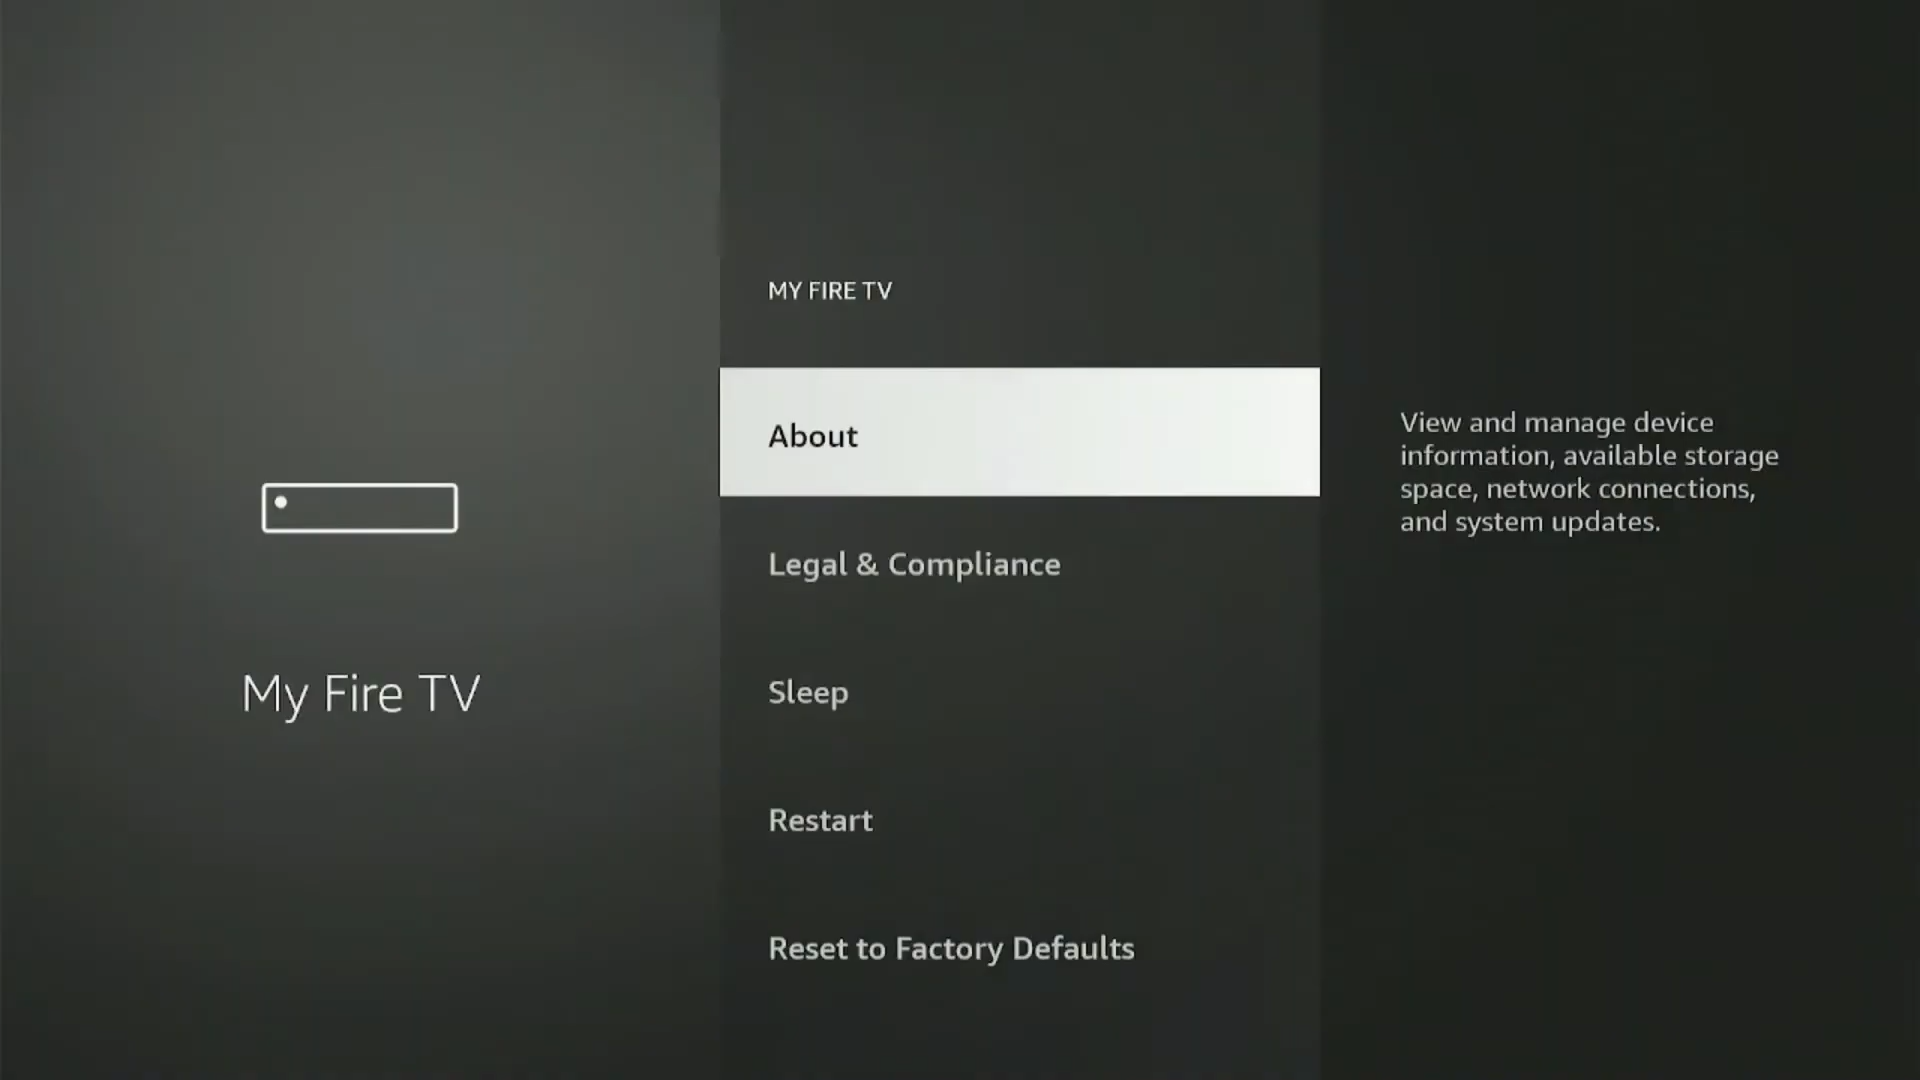 My Fire TV
MY FIRE TV
About
Legal & Compliance
Sleep
Restart
Reset to Factory Defaults
View and manage device
information, available storage
space, network connections,
and system updates.